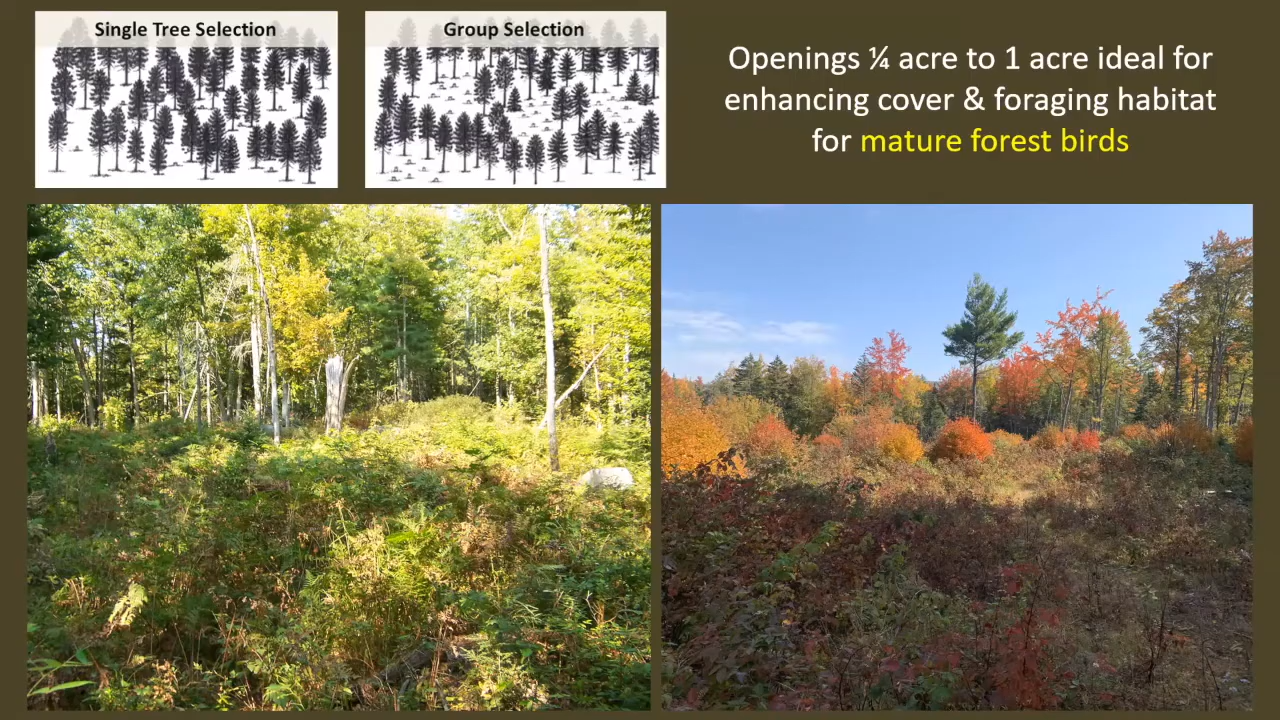 Single Tree Selection
Group Selection
Openings ¼ acre to 1 acre ideal for
enhancing cover & foraging habitat
for mature forest birds